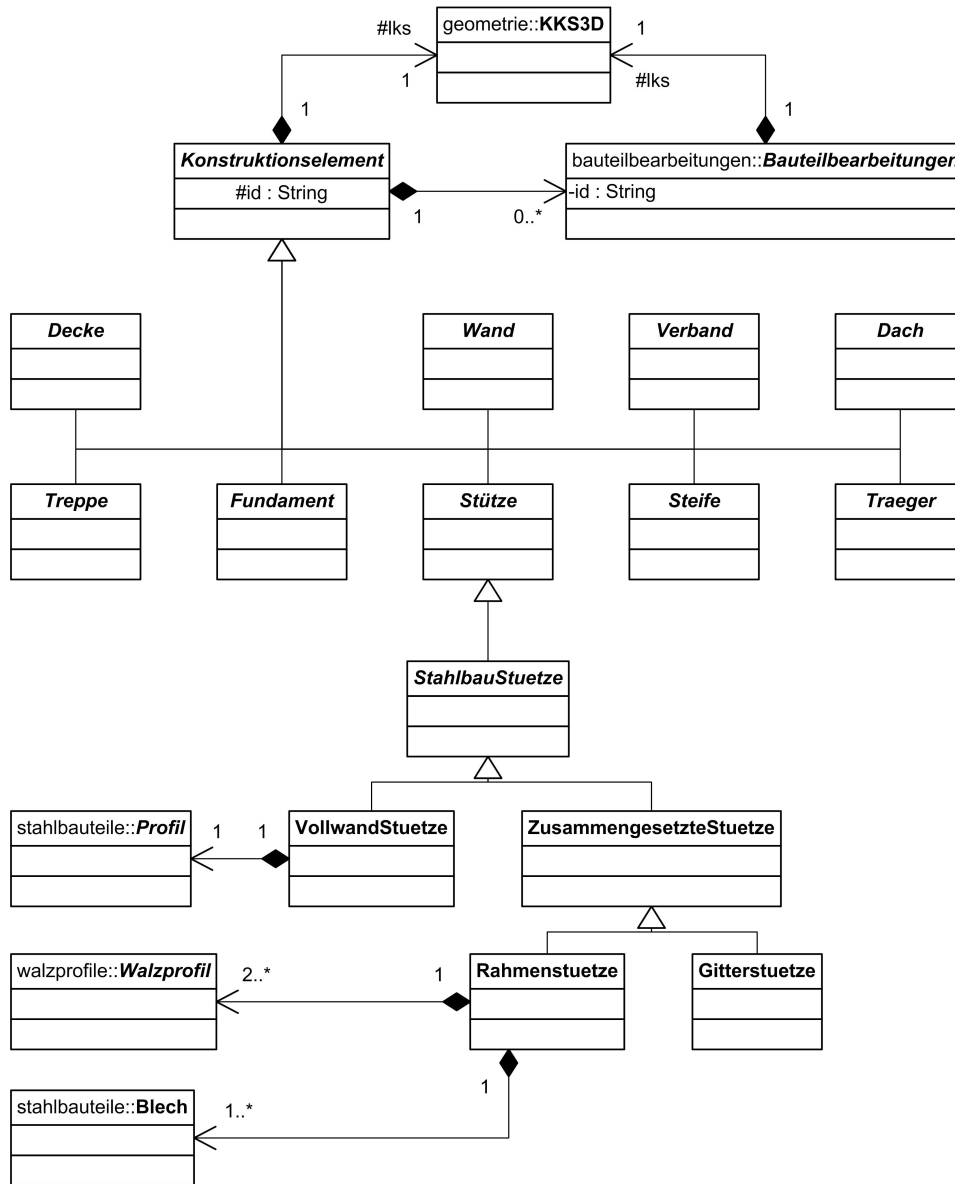 geometrie::KKS3D
#lks
1
1
#lks
1
1
Konstruktionselement
#id : String
bauteilbearbeitungen::Bauteilbearbeitungen
-id : String
1
0..*
Decke
Wand
Verband
Dach
Treppe
Fundament
Stütze
Steife
Traeger
StahlbauStuetze
stahlbauteile::Profil
1
1
VollwandStuetze
ZusammengesetzteStuetze
walzprofile::Walzprofil
2..*
1
Rahmenstuetze
Gitterstuetze
1
stahlbauteile::Blech
1..*